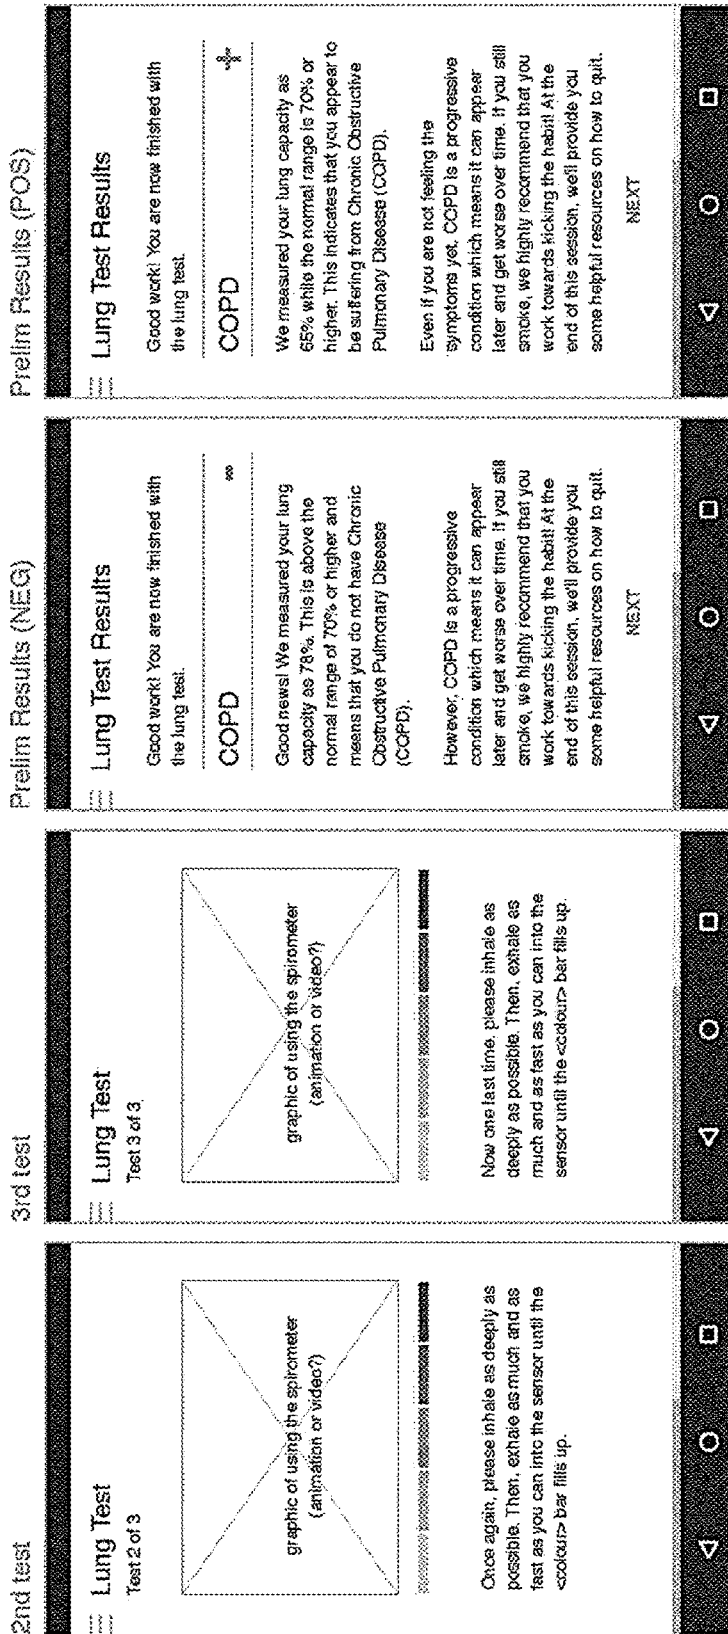 2nd test
Lung Test
Test 2 of 3
graphic of using the spirometer
(animation or video?)
Once again, please inhale as deeply as
possible. Then, exhale as much and as
fast as you can into the sensor until the
<colour> bar fills up.
3rd test
Lung Test
Test 3 of 3
graphic of using the spirometer
(animation or video?)
Now one last time, please inhale as
deeply as possible. Then, exhale as
much and as fast as you can into the
sensor until the <colour> bar fills up.
Prelim Results (NEG)
Lung Test Results
Good work! You are now finished with
the lung test.
COPD -
Good news! We measured your lung
capacity as 78%. This is above the
normal range of 70% or higher and
means that you do not have Chronic
Obstructive Pulmonary Disease
(COPD).
However, COPD is a progressive
condition which means it can appear
later and get worse over time. If you still
smoke, we highly recommend that you
work towards kicking the habit! At the
end of this session, we'll provide you
some helpful resources on how to quit.
NEXT
Prelim Results (POS)
Lung Test Results
Good work! You are now finished with
the lung test.
COPD +
We measured your lung capacity as
65% while the normal range is 70% or
higher. This indicates that you appear to
be suffering from Chronic Obstructive
Pulmonary Disease (COPD).
Even if you are not feeling the
symptoms yet, COPD is a progressive
condition which means it can appear
later and get worse over time. If you still
smoke, we highly recommend that you
work towards kicking the habit! At the
end of this session, we'll provide you
some helpful resources on how to quit.
NEXT